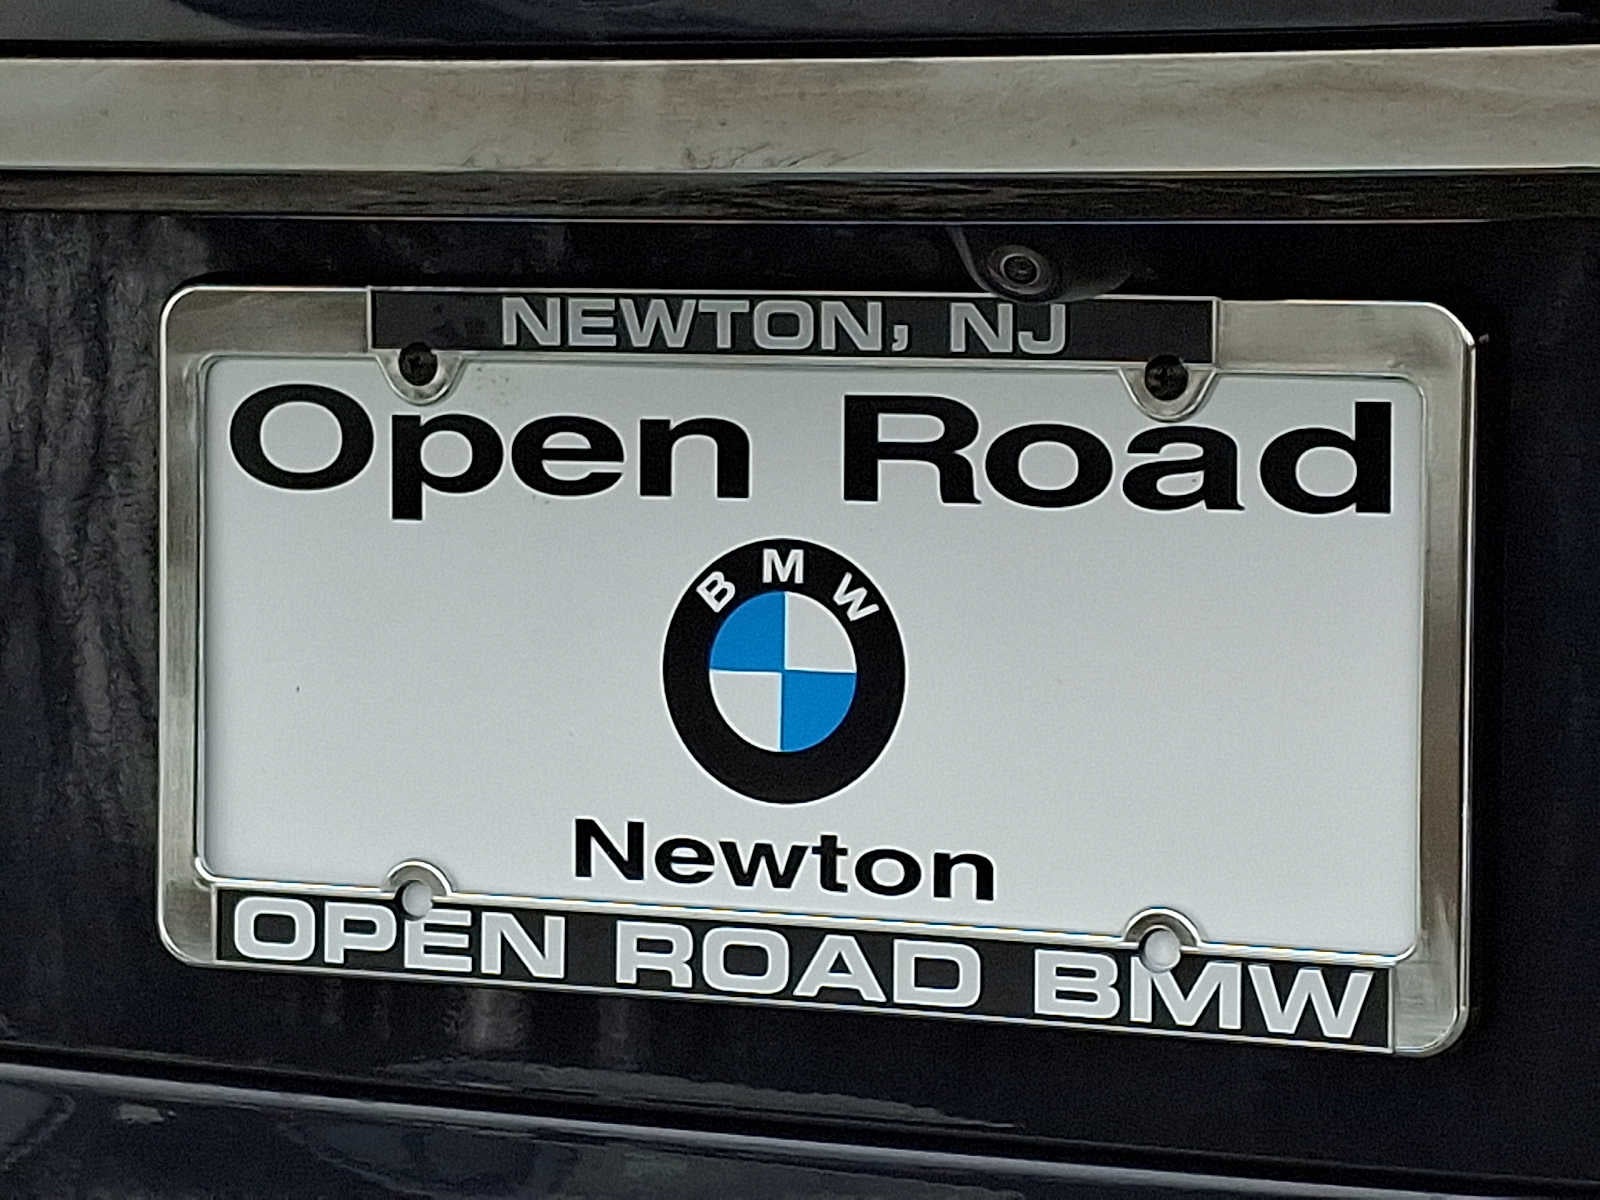 NEWTON, NJ
Open Road
BMW
Newton
OPEN ROAD BMW